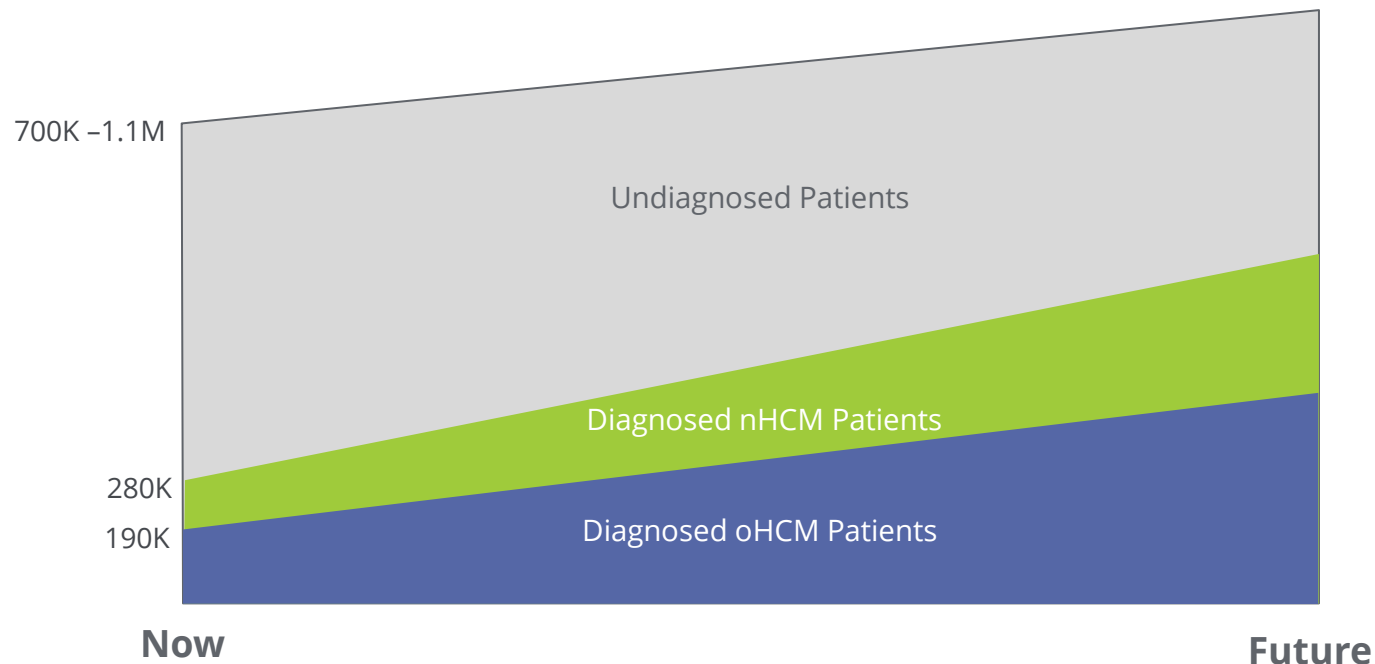 700K –1.1M
Undiagnosed Patients
Diagnosed nHCM Patients
280K
190K
Diagnosed oHCM Patients
Now
Future